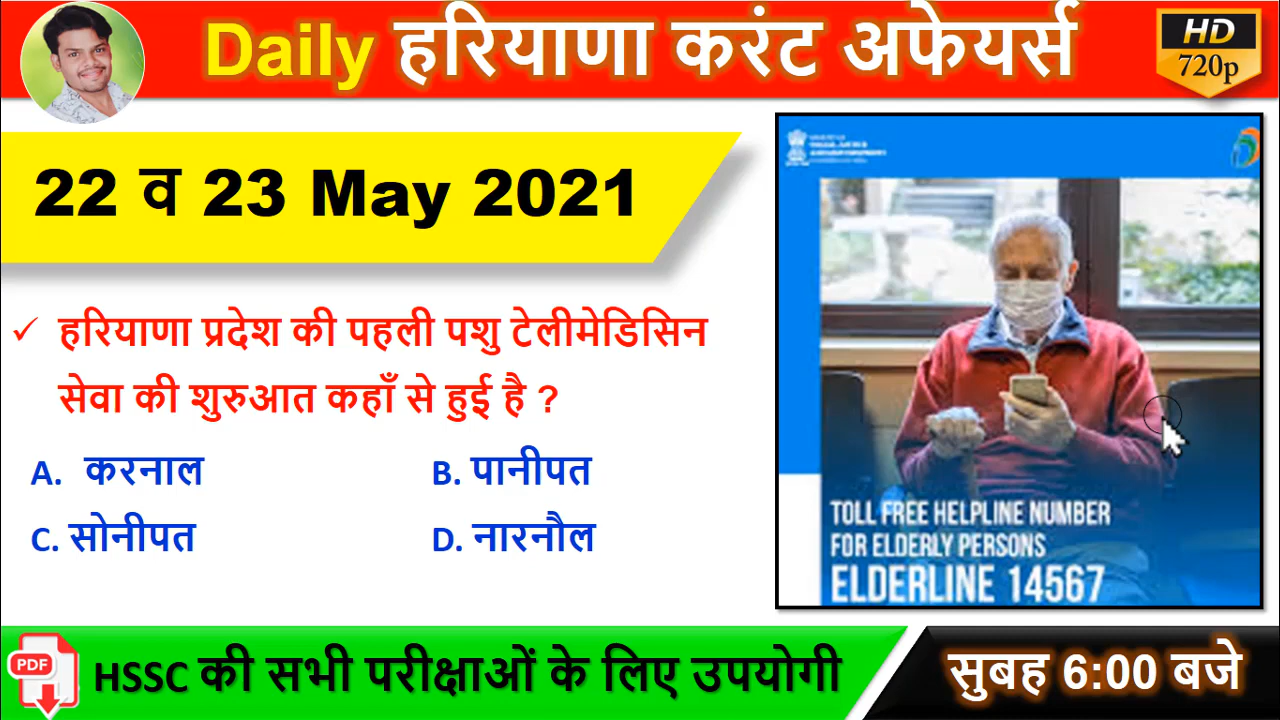 Daily हरियाणा करंट अफेयर्स
HD
720p
22 व 23 May 2021
✓ हरियाणा प्रदेश की पहली पशु टेलीमेडिसिन
सेवा की शुरुआत कहाँ से हुई है ?
A. करनाल
B. पानीपत
C. सोनीपत
D. नारनौल
TOLL FREE HELPLINE NUMBER
FOR ELDERLY PERSONS
ELDERLINE 14567
PDF
HSSC की सभी परीक्षाओं के लिए उपयोगी
सुबह 6:00 बजे